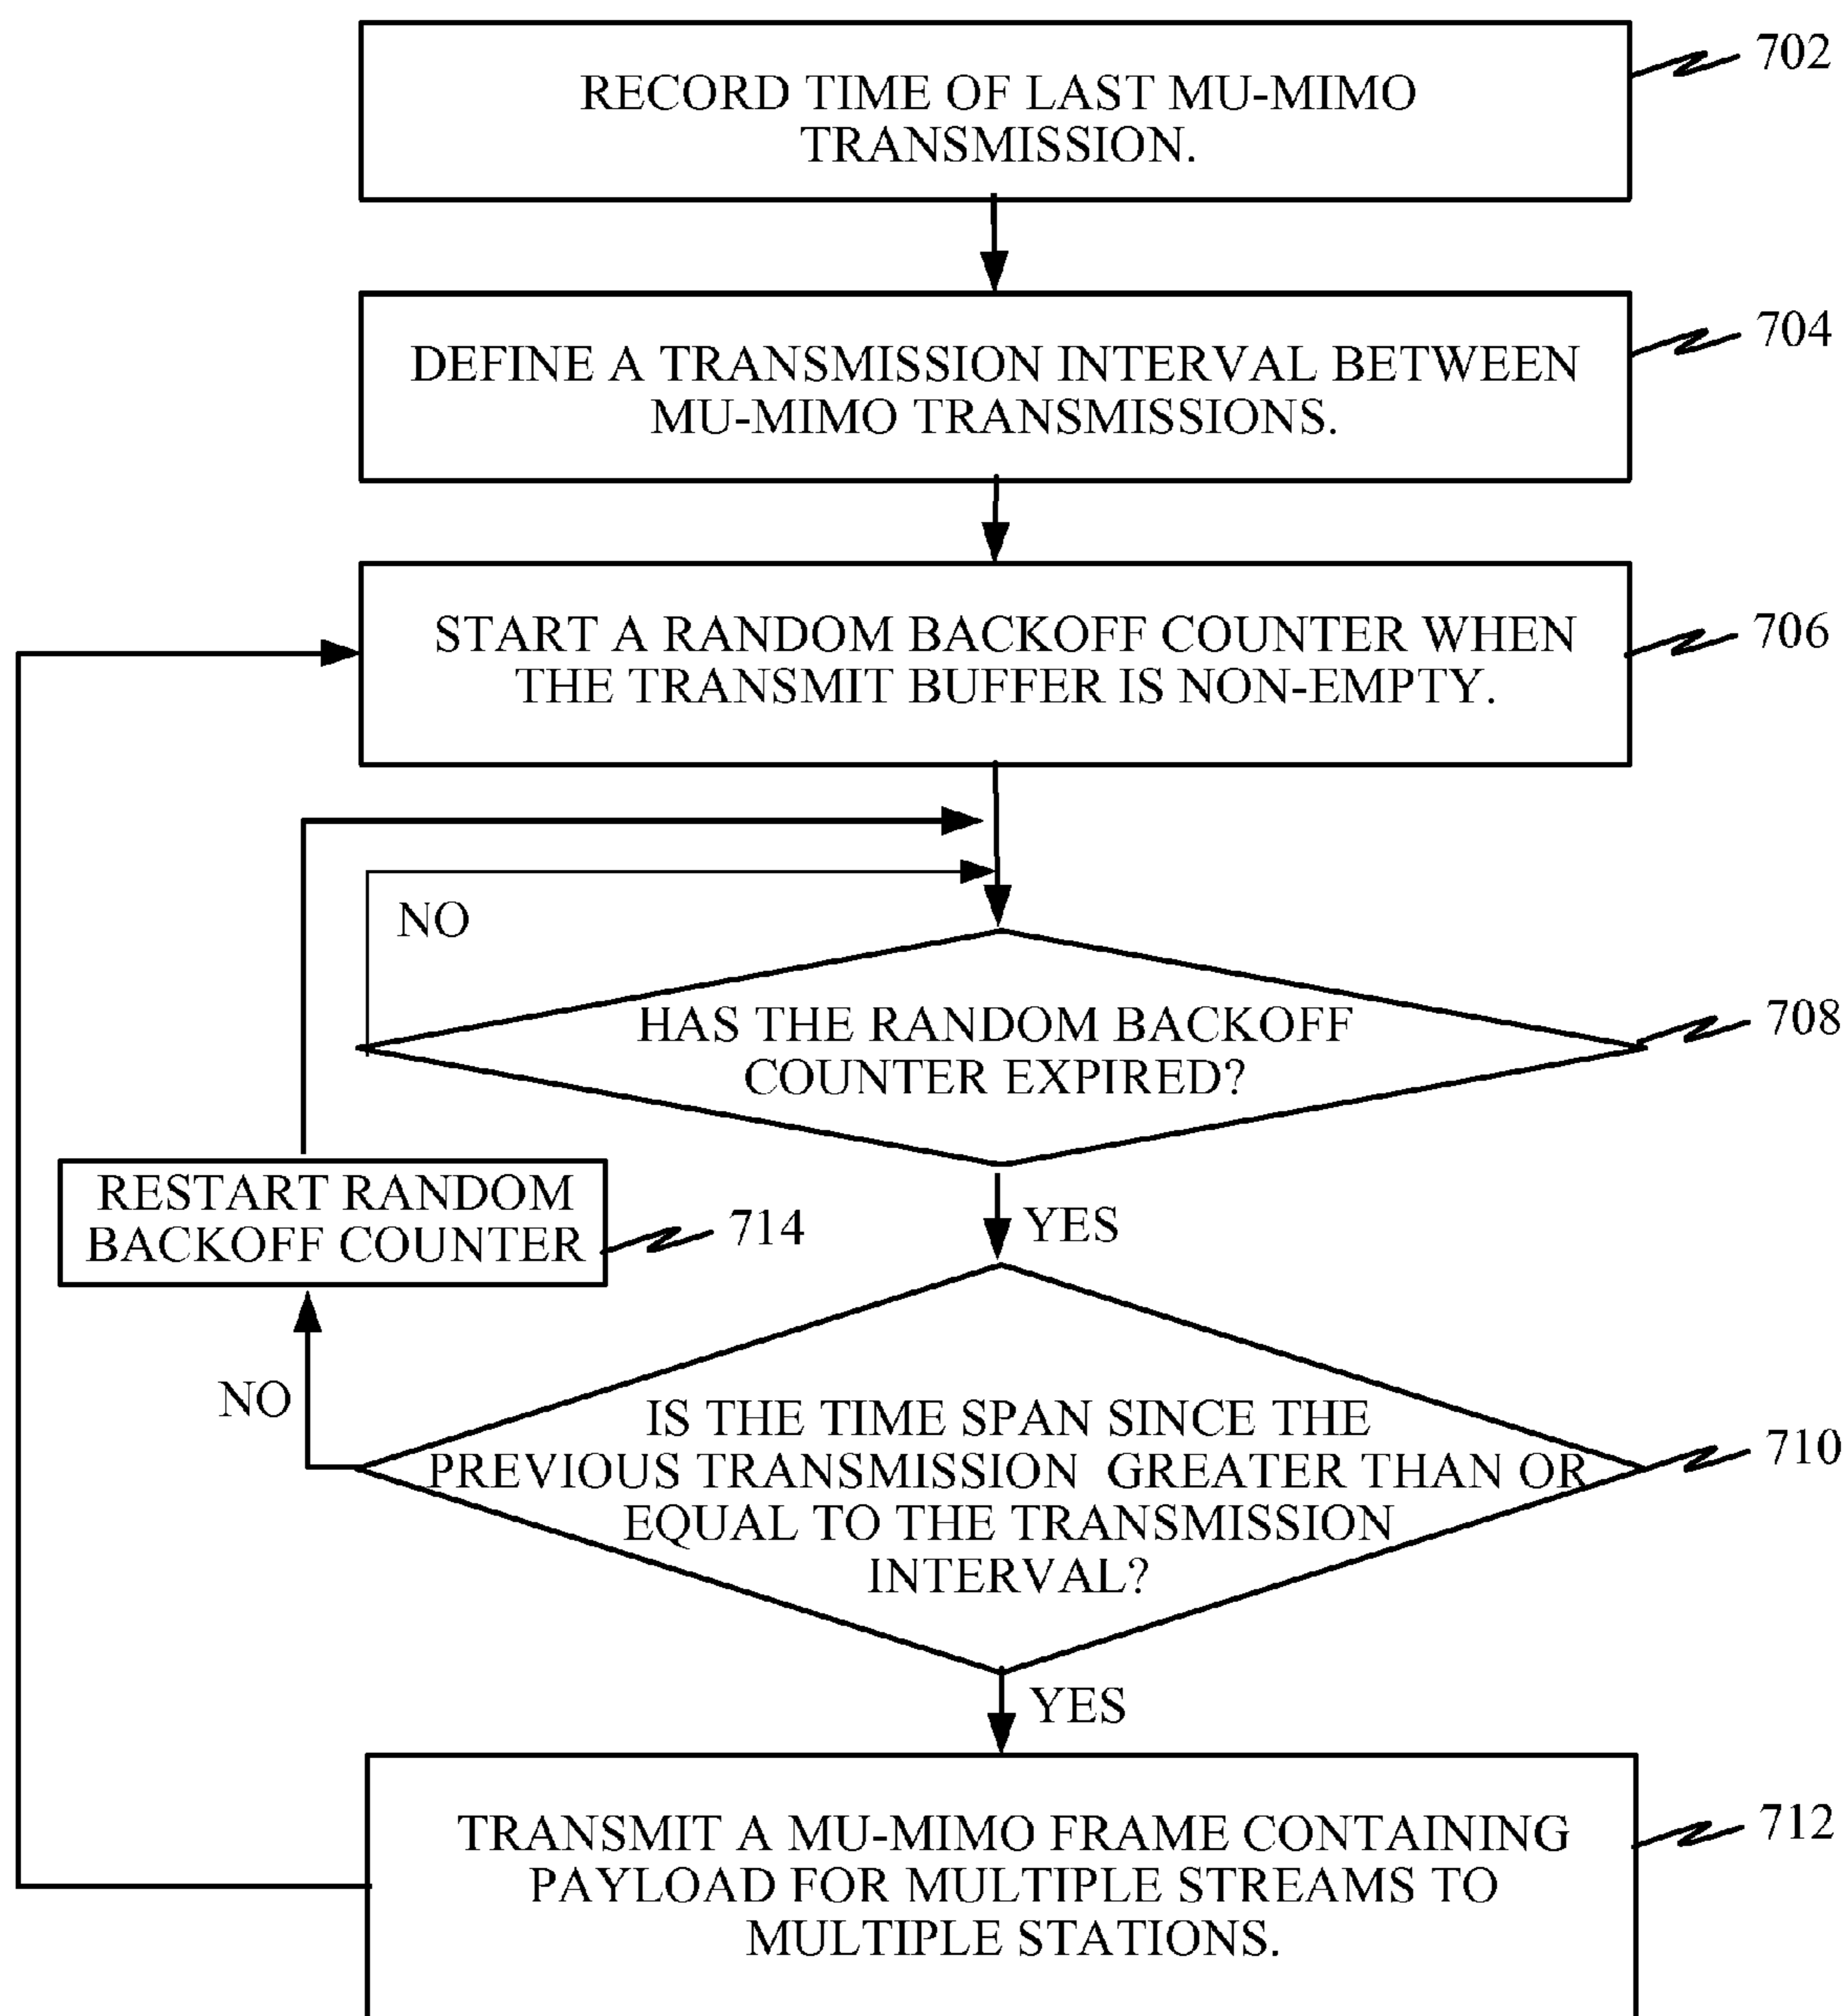 RECORD TIME OF LAST MU-MIMO
TRANSMISSION.
702
DEFINE A TRANSMISSION INTERVAL BETWEEN
MU-MIMO TRANSMISSIONS.
704
START A RANDOM BACKOFF COUNTER WHEN
THE TRANSMIT BUFFER IS NON-EMPTY.
706
NO
HAS THE RANDOM BACKOFF
COUNTER EXPIRED?
708
RESTART RANDOM
BACKOFF COUNTER
714
YES
NO
IS THE TIME SPAN SINCE THE
PREVIOUS TRANSMISSION GREATER THAN OR
EQUAL TO THE TRANSMISSION
INTERVAL?
710
YES
TRANSMIT A MU-MIMO FRAME CONTAINING
PAYLOAD FOR MULTIPLE STREAMS TO
MULTIPLE STATIONS.
712